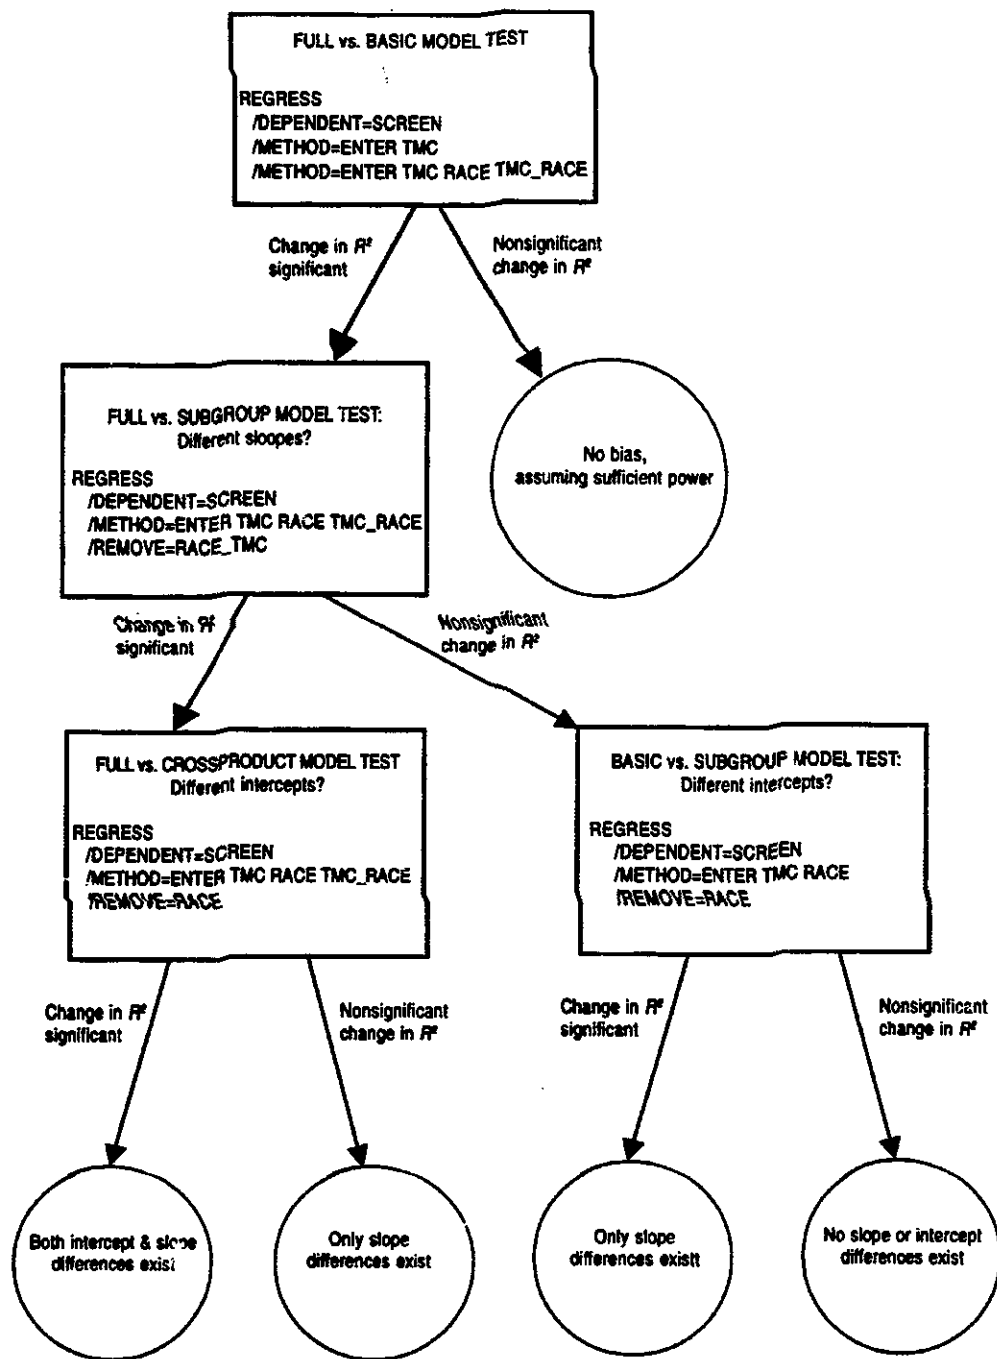 FULL vs. BASIC MODEL TEST
REGRESS
/DEPENDENT=SCREEN
/METHOD=ENTER TMC
/METHOD=ENTER TMC RACE TMC_RACE
Change in R²
significant
Nonsignificant
change in R²
FULL vs. SUBGROUP MODEL TEST:
Different sloopes?
REGRESS
/DEPENDENT=SCREEN
/METHOD=ENTER TMC RACE TMC_RACE
/REMOVE=RACE_TMC
No bias,
assuming sufficient power
Change in R²
significant
Nonsignificant
change in R²
FULL vs. CROSSPRODUCT MODEL TEST
Different intercepts?
REGRESS
/DEPENDENT=SCREEN
/METHOD=ENTER TMC RACE TMC_RACE
/REMOVE=RACE
BASIC vs. SUBGROUP MODEL TEST:
Different intercepts?
REGRESS
/DEPENDENT=SCREEN
/METHOD=ENTER TMC RACE
/REMOVE=RACE
Change in R²
significant
Nonsignificant
change in R²
Change in R²
significant
Nonsignificant
change in R²
Both intercept & slope
differences exist
Only slope
differences exist
Only slope
differences existt
No slope or intercept
differences exist